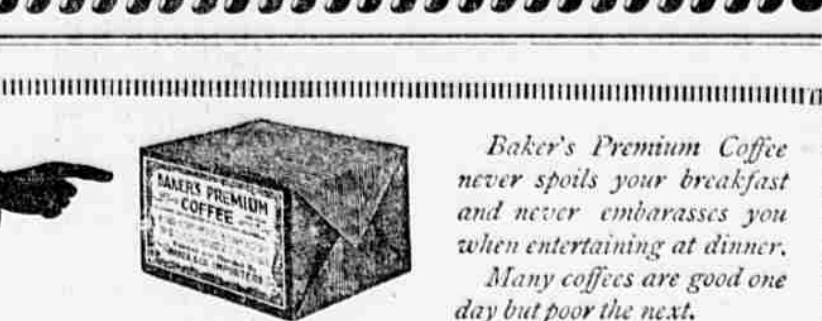 BAKER'S PREMIUM
COFFEE
Baker's Premium Coffee
never spoils your breakfast
and never embarasses you
when entertaining at dinner.
Many coffees are good one
day but poor the next.